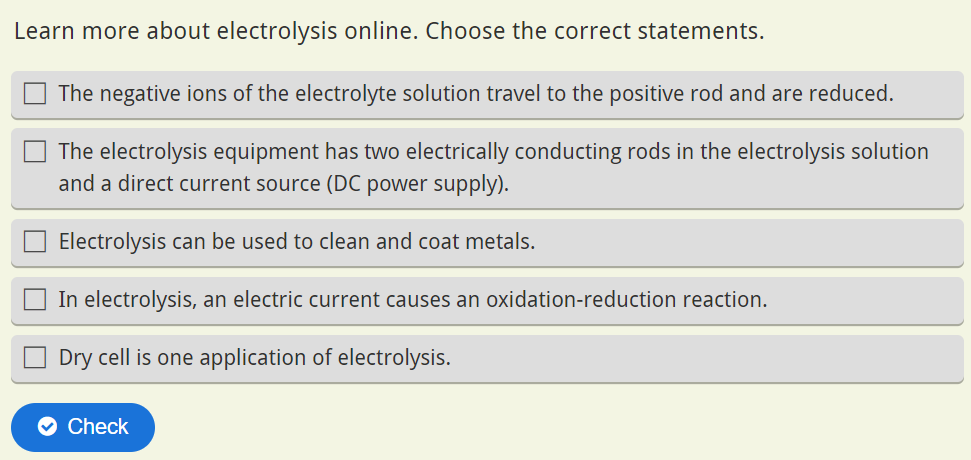 Learn more about electrolysis online. Choose the correct statements.
The negative ions of the electrolyte solution travel to the positive rod and are reduced.
The electrolysis equipment has two electrically conducting rods in the electrolysis solution
and a direct current source (DC power supply).
Electrolysis can be used to clean and coat metals.
In electrolysis, an electric current causes an oxidation-reduction reaction.
Dry cell is one application of electrolysis.
Check